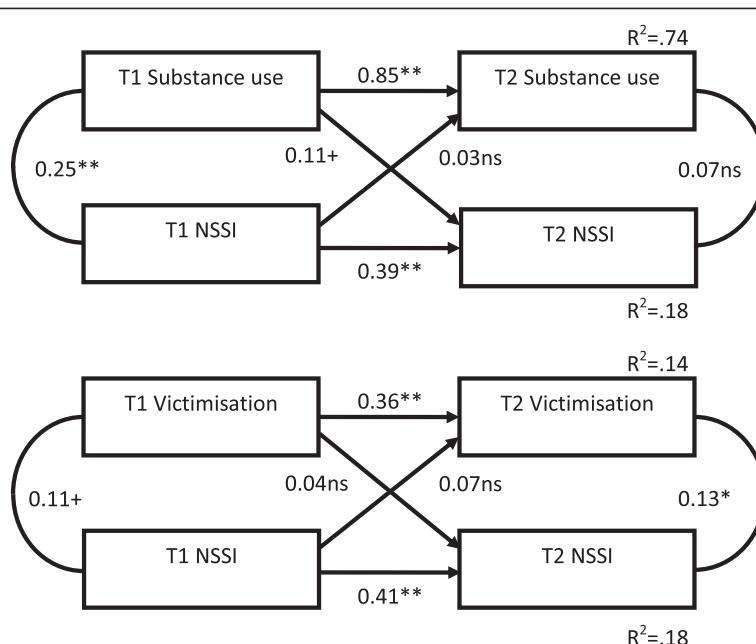 R²=.74
T1 Substance use
0.85**
T2 Substance use
0.25**
0.11+
0.03ns
0.07ns
T1 NSSI
0.39**
T2 NSSI
R²=.18
R²=.14
T1 Victimisation
0.36**
T2 Victimisation
0.11+
0.04ns
0.07ns
0.13*
T1 NSSI
0.41**
T2 NSSI
R²=.18